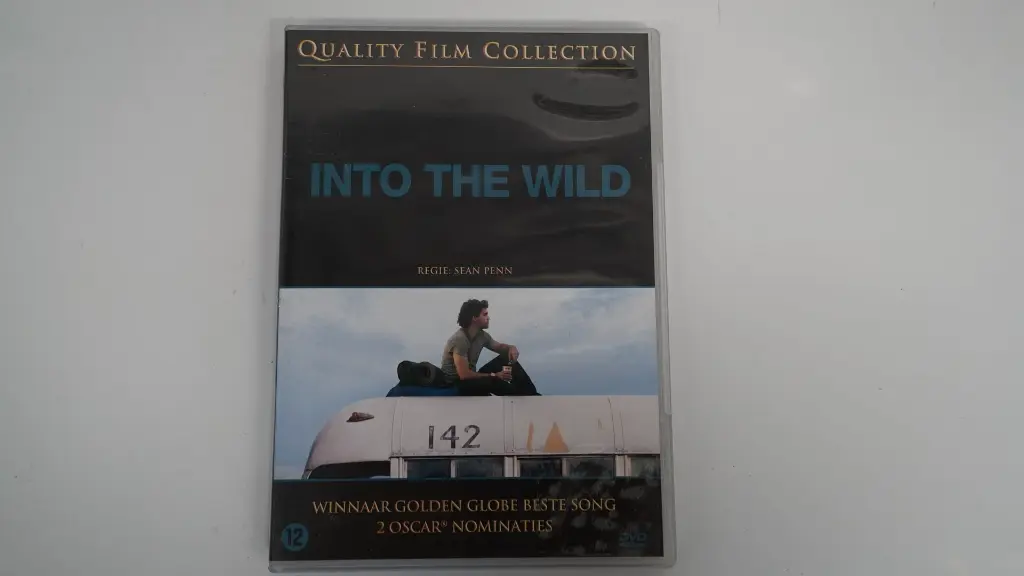 QUALITY FILM COLLECTION
INTO THE WILD
REGIE: SEAN PENN
142
WINNAAR GOLDEN GLOBE BESTE SONG
2 OSCAR® NOMINATIES
12
DVD